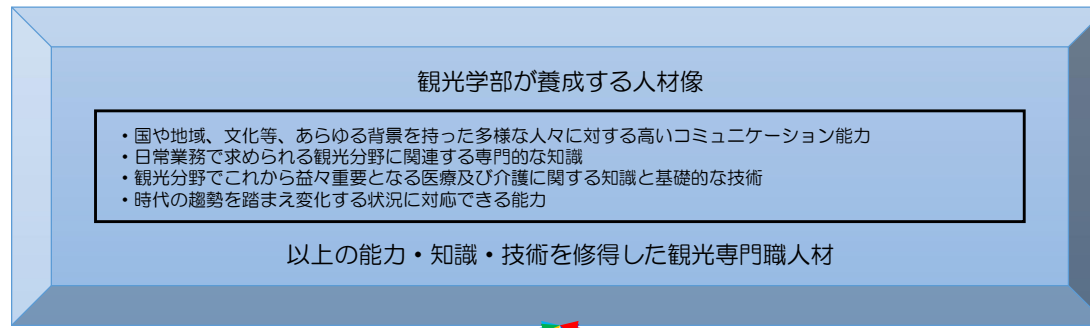 観光学部が養成する人材像
・国や地域、文化等、あらゆる背景を持った多様な人々に対する高いコミュニケーション能力
・日常業務で求められる観光分野に関連する専門的な知識
・観光分野でこれから益々重要となる医療及び介護に関する知識と基礎的な技術
・時代の趨勢を踏まえ変化する状況に対応できる能力
以上の能力・知識・技術を修得した観光専門職人材